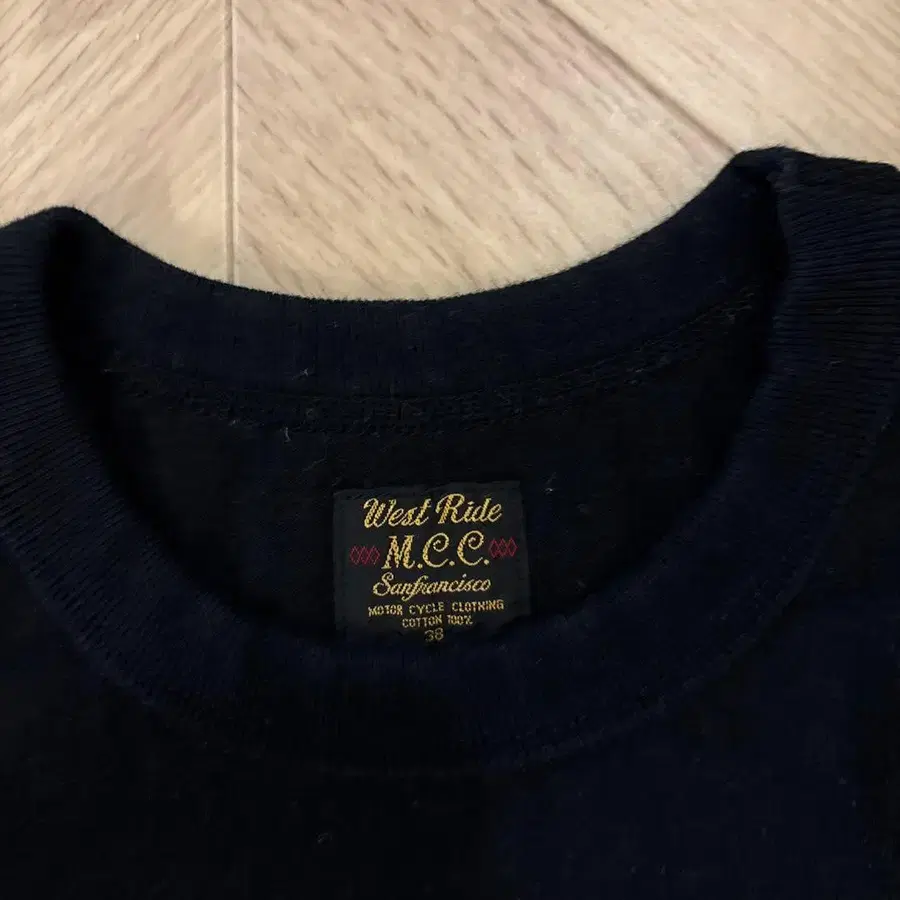 West Ride
M.C.C.
Sanfrancisco
MOTOR CYCLE CLOTHING
COTTON 100%
38